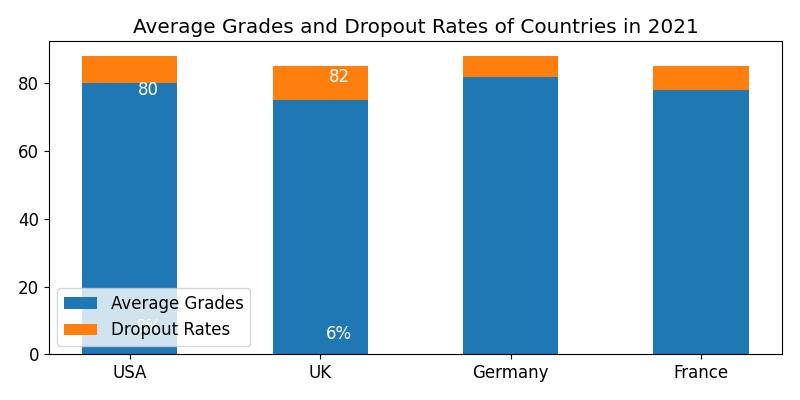 Average Grades and Dropout Rates of Countries in 2021
80
60
40
20
0
80
82
6%
Average Grades
Dropout Rates
USA
UK
Germany
France